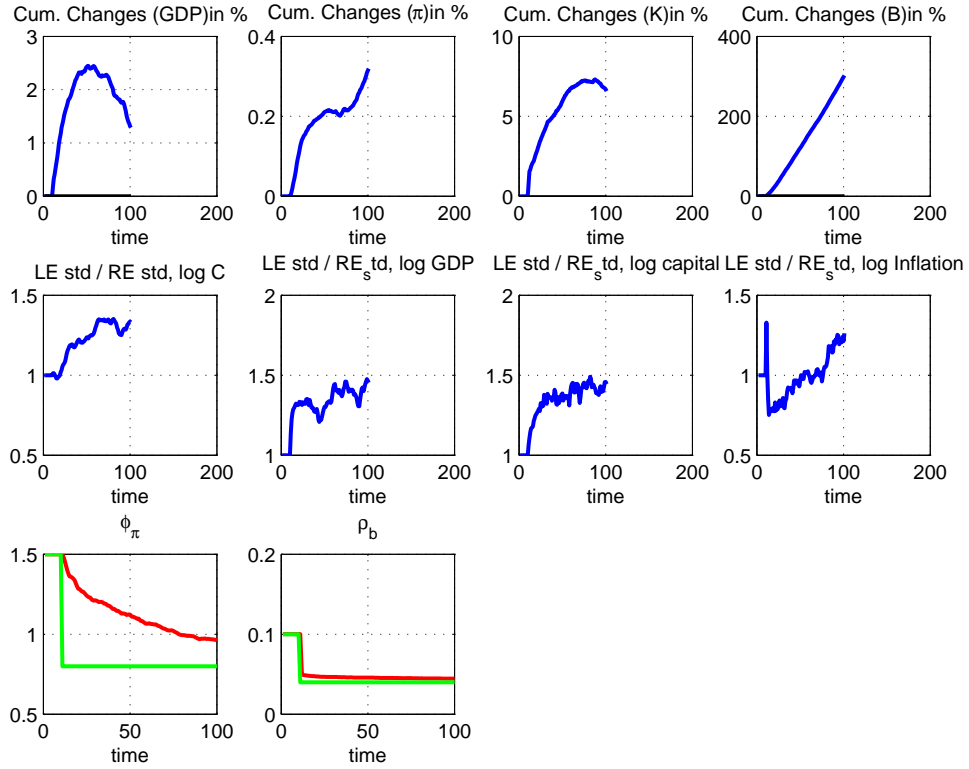 Cum. Changes (GDP)in %
3
2
1
0
0 100 200
time
Cum. Changes (π)in %
0.4
0.2
0
0 100 200
time
Cum. Changes (K)in %
10
5
0
0 100 200
time
Cum. Changes (B)in %
400
200
0
0 100 200
time
LE std / RE std, log C
1.5
1
0.5
0 100 200
time
LE std / RE_std, log GDP
2
1.5
1
0 100 200
time
LE std / RE_std, log capital
2
1.5
1
0 100 200
time
LE std / RE_std, log Inflation
1.5
1
0.5
0 100 200
time
ϕ_π
1.5
1
0.5
0 50 100
time
ρ_b
0.2
0.1
0
0 50 100
time